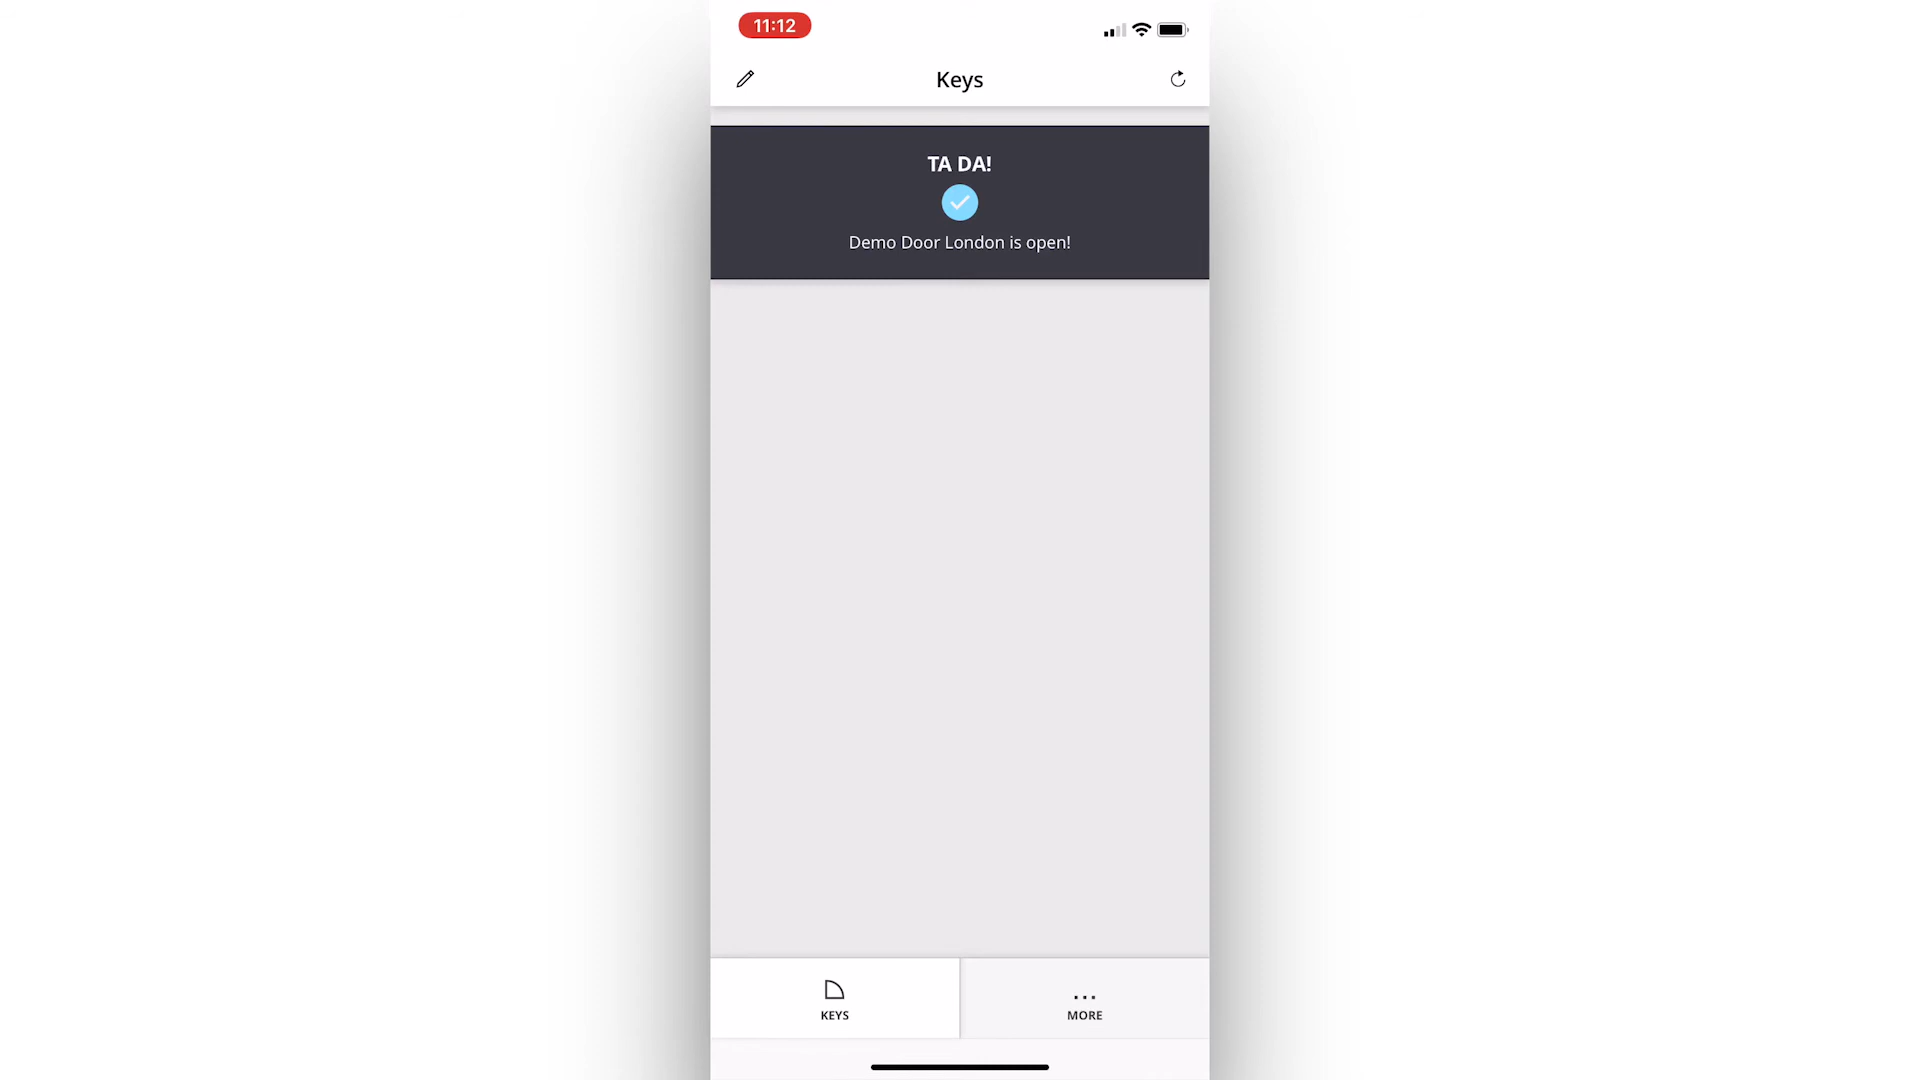 11:12
Keys
TA DA!
Demo Door London is open!
KEYS
MORE